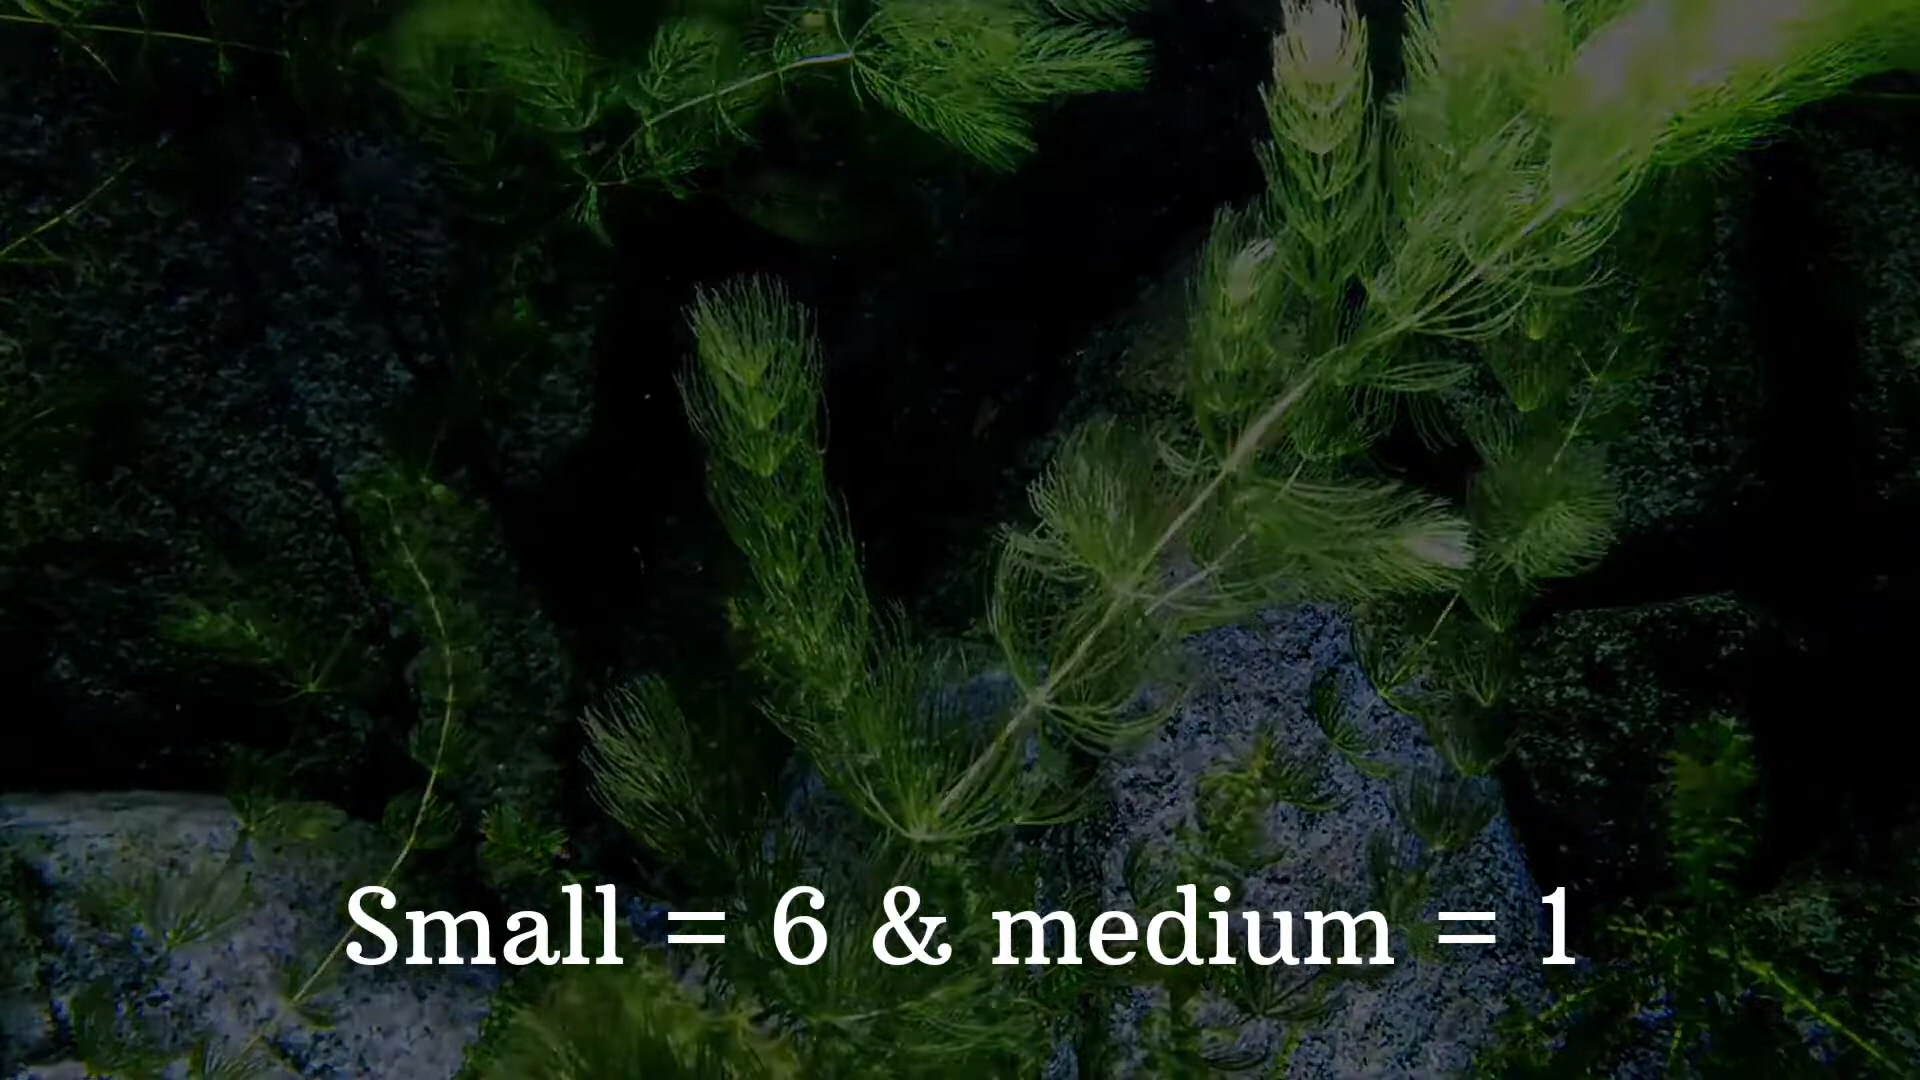 Small = 6 & medium = 1